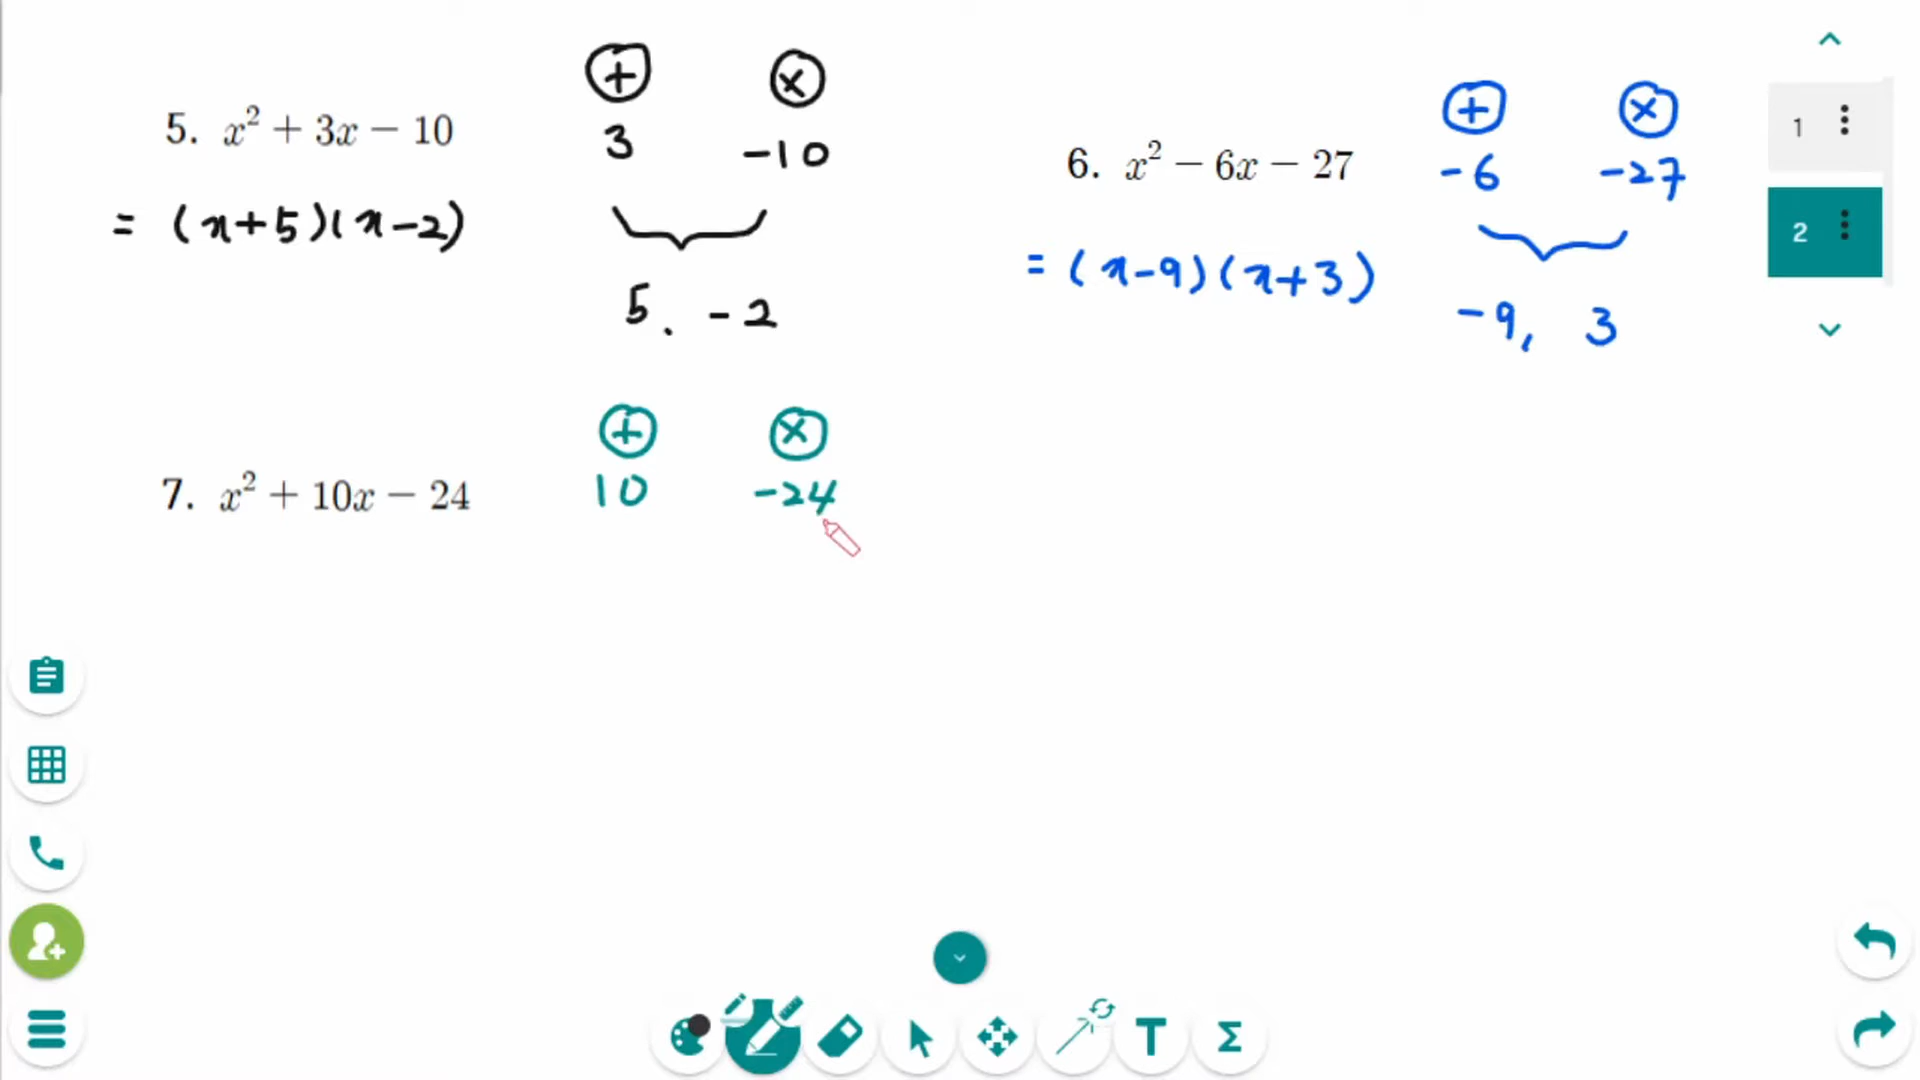 5. x² + 3x − 10
+ ×
3 -10
= (x+5)(x-2)
5. -2
6. x² − 6x − 27
+ ×
-6 -27
= (x-9)(x+3)
-9, 3
7. x² + 10x − 24
+ ×
10 -24
1
2
T
Σ